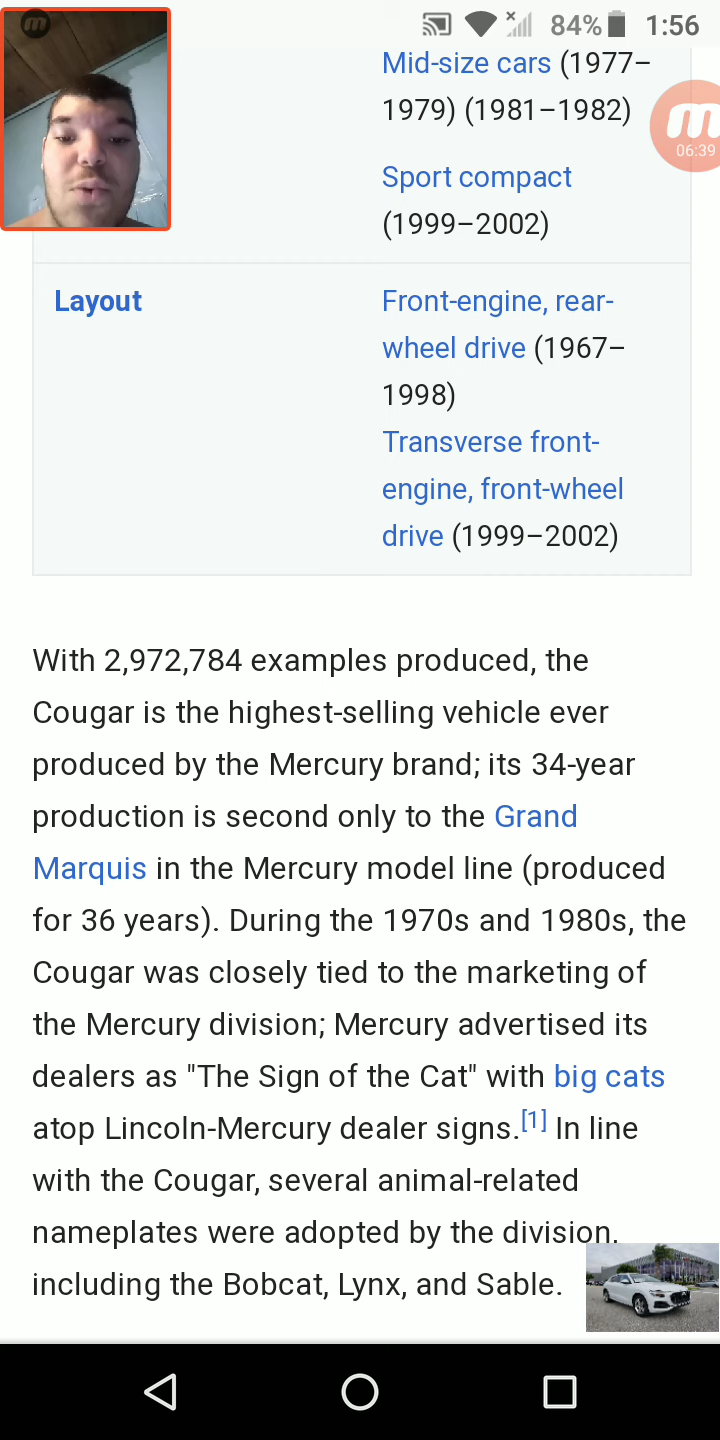 84% 1:56
Mid-size cars (1977–
1979) (1981–1982)
m
06:39
Sport compact
(1999–2002)
Layout
Front-engine, rear-
wheel drive (1967–
1998)
Transverse front-
engine, front-wheel
drive (1999–2002)
With 2,972,784 examples produced, the
Cougar is the highest-selling vehicle ever
produced by the Mercury brand; its 34-year
production is second only to the Grand
Marquis in the Mercury model line (produced
for 36 years). During the 1970s and 1980s, the
Cougar was closely tied to the marketing of
the Mercury division; Mercury advertised its
dealers as "The Sign of the Cat" with big cats
atop Lincoln-Mercury dealer signs.[1] In line
with the Cougar, several animal-related
nameplates were adopted by the division,
including the Bobcat, Lynx, and Sable.